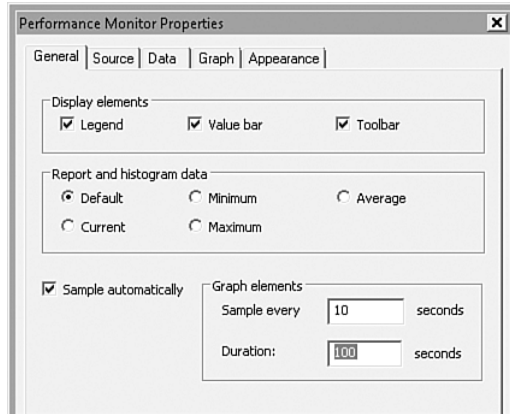 Performance Monitor Properties
General Source Data Graph Appearance
Display elements
Legend Value bar Toolbar
Report and histogram data
Default Minimum Average
Current Maximum
Sample automatically Graph elements
Sample every 10 seconds
Duration: 100 seconds